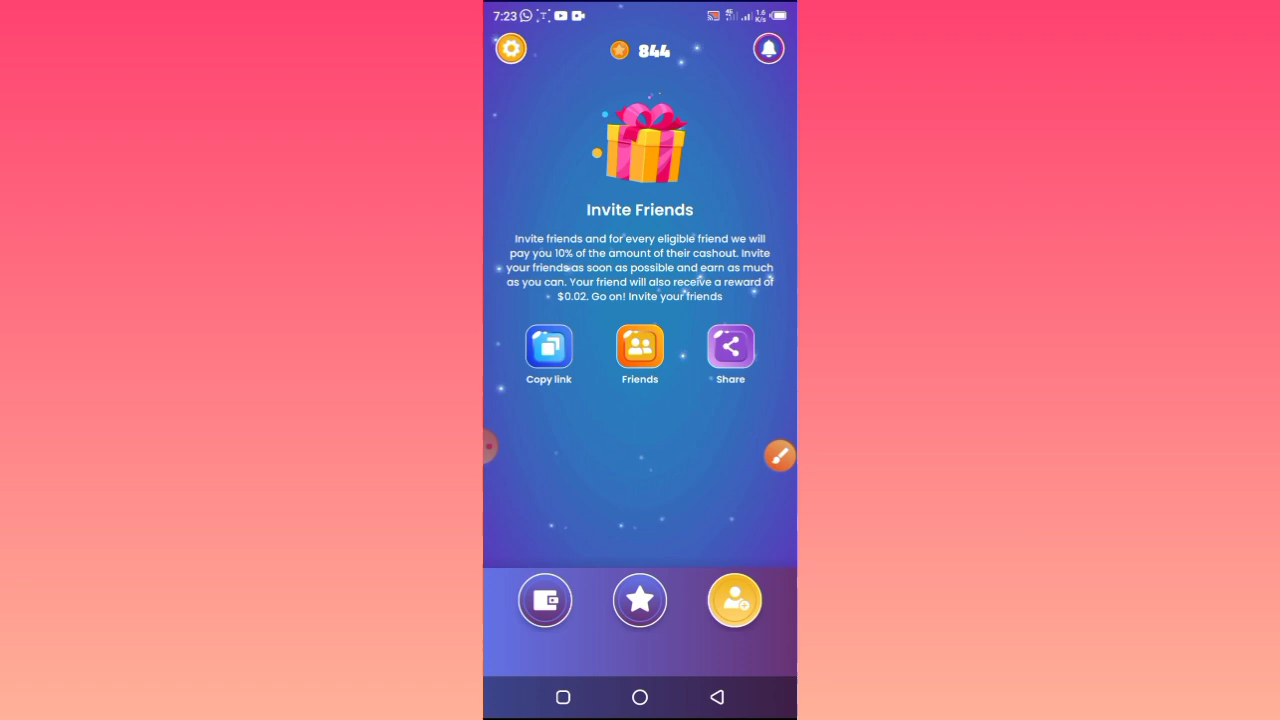 7:23 T 1.6 K/s
844
Invite Friends
Invite friends and for every eligible friend we will
pay you 10% of the amount of their cashout. Invite
your friends as soon as possible and earn as much
as you can. Your friend will also receive a reward of
$0.02. Go on! Invite your friends
Copy link Friends Share